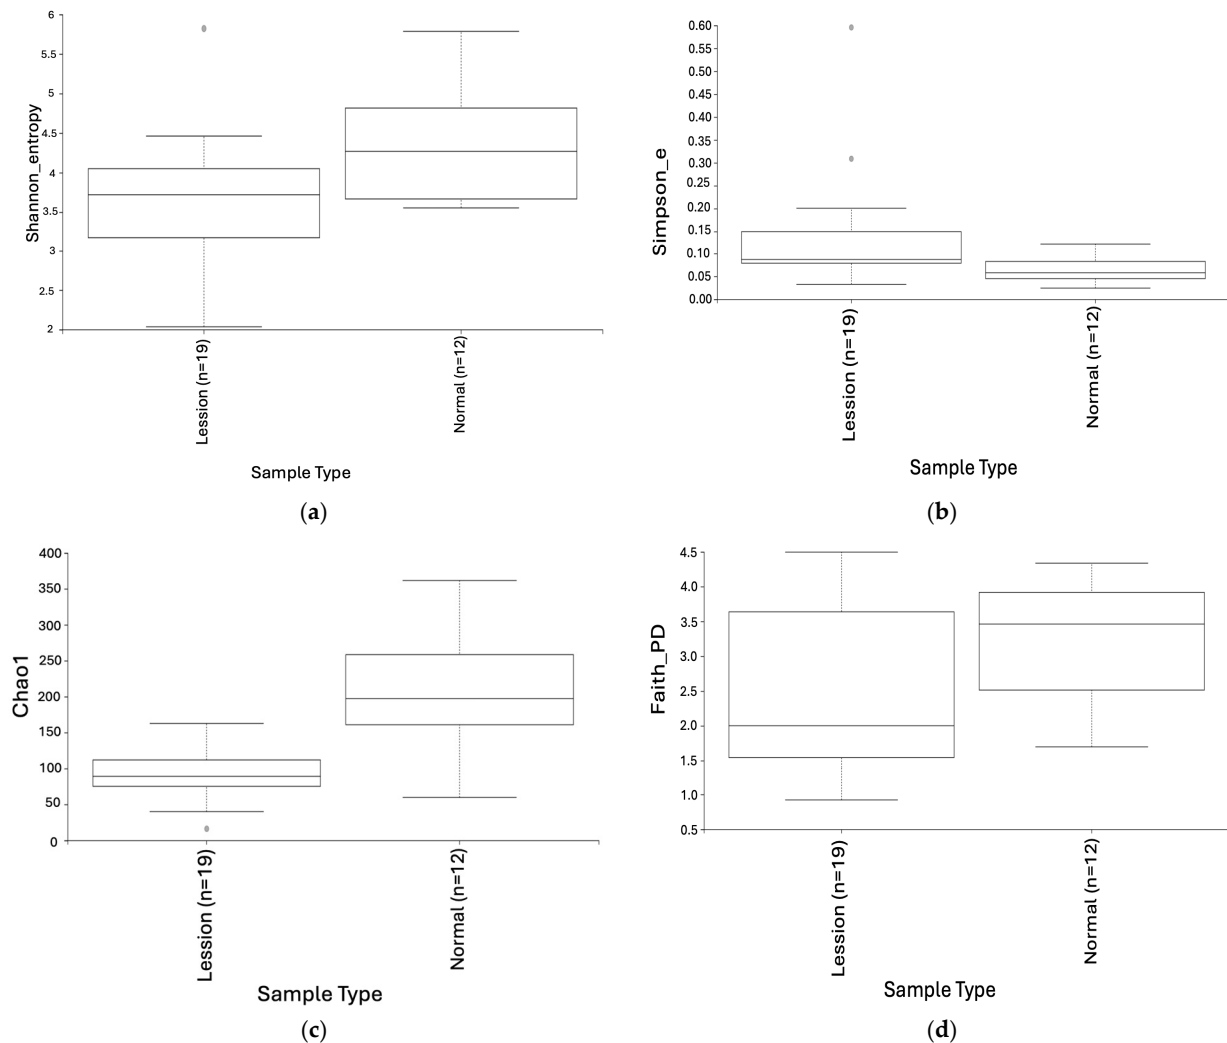 6
5.5
5
4.5
4
3.5
3
2.5
2
Shannon_entropy
Lession (n=19)
Normal (n=12)
Sample Type
(a)
0.60
0.55
0.50
0.45
0.40
0.35
0.30
0.25
0.20
0.15
0.10
0.05
0.00
Simpson_e
Lession (n=19)
Normal (n=12)
Sample Type
(b)
400
350
300
250
200
150
100
50
0
Chao1
Lession (n=19)
Normal (n=12)
Sample Type
(c)
4.5
4.0
3.5
3.0
2.5
2.0
1.5
1.0
0.5
Faith_PD
Lession (n=19)
Normal (n=12)
Sample Type
(d)